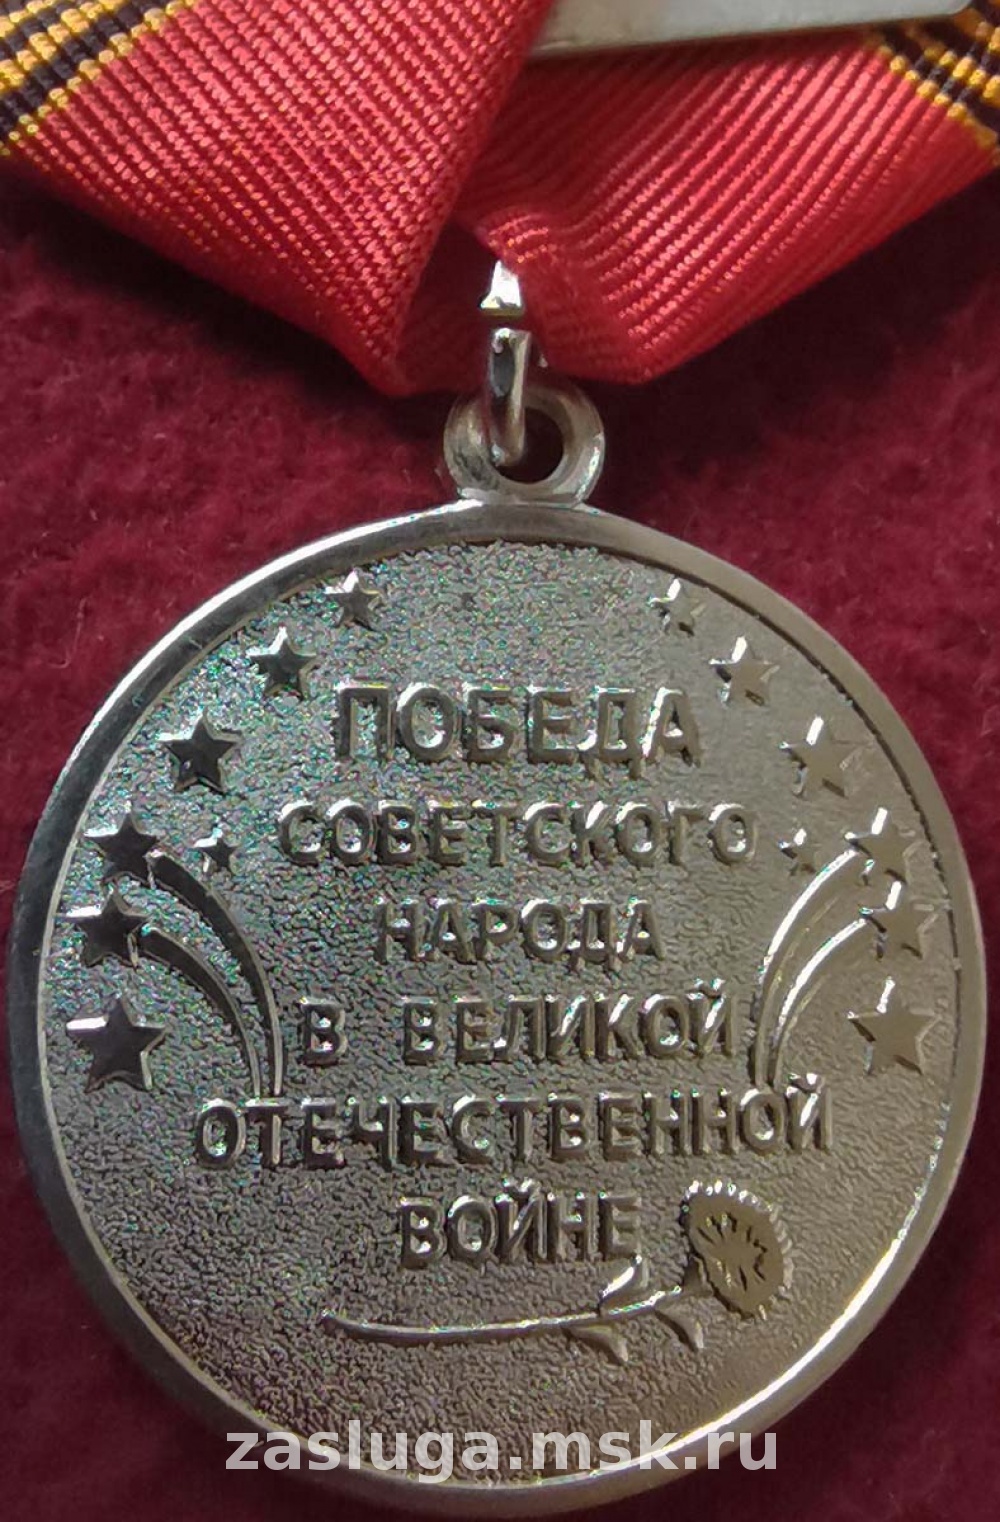 ПОБЕДА
СОВЕТСКОГО
НАРОДА
В ВЕЛИКОЙ
ОТЕЧЕСТВЕННОЙ
ВОЙНЕ
zasluga.msk.ru